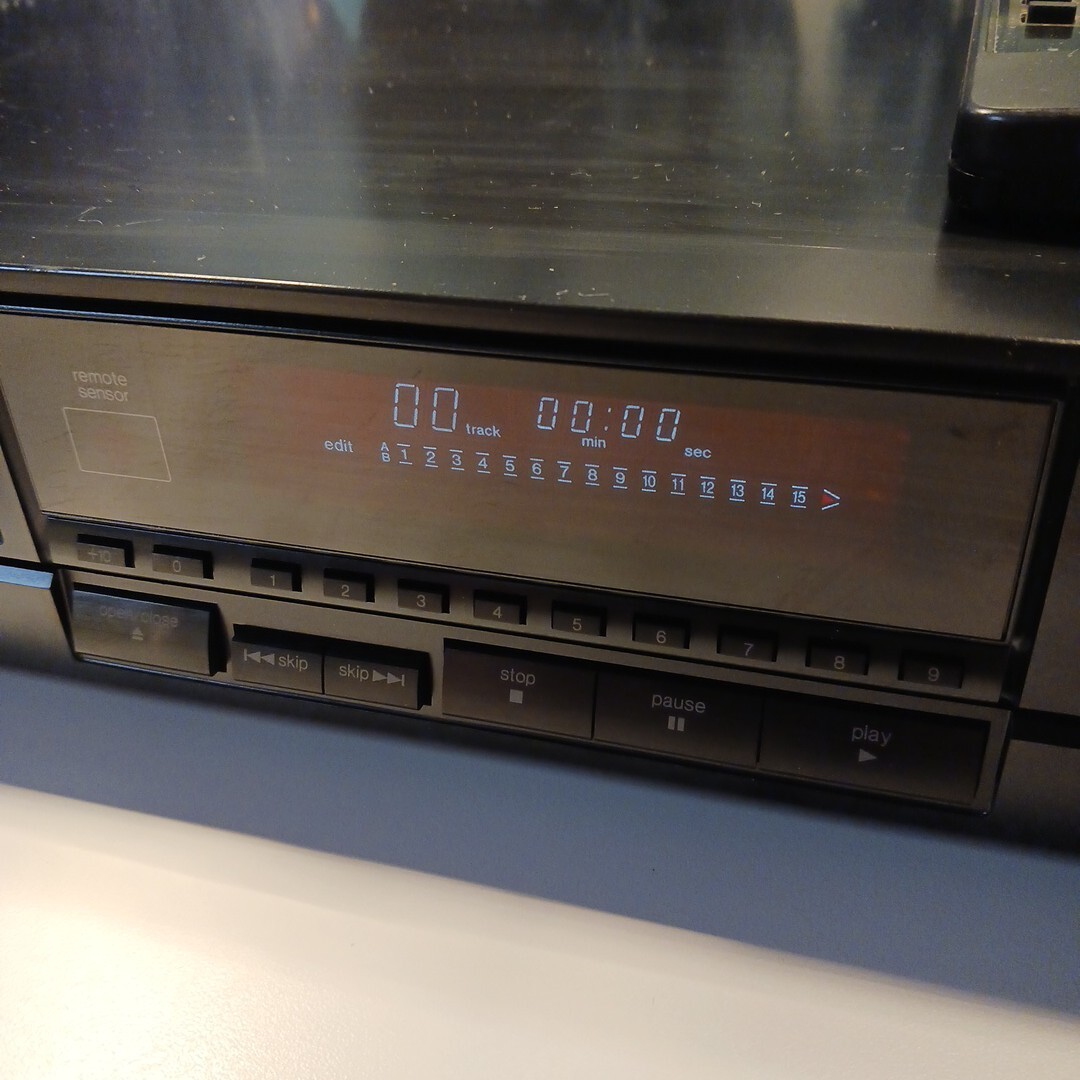 remote
sensor
00 track 00:00
min sec
edit A
B 1 2 3 4 5 6 7 8 9 10 11 12 13 14 15
+10 0 1 2 3 4 5 6 7 8 9
open/close
skip skip
stop pause play